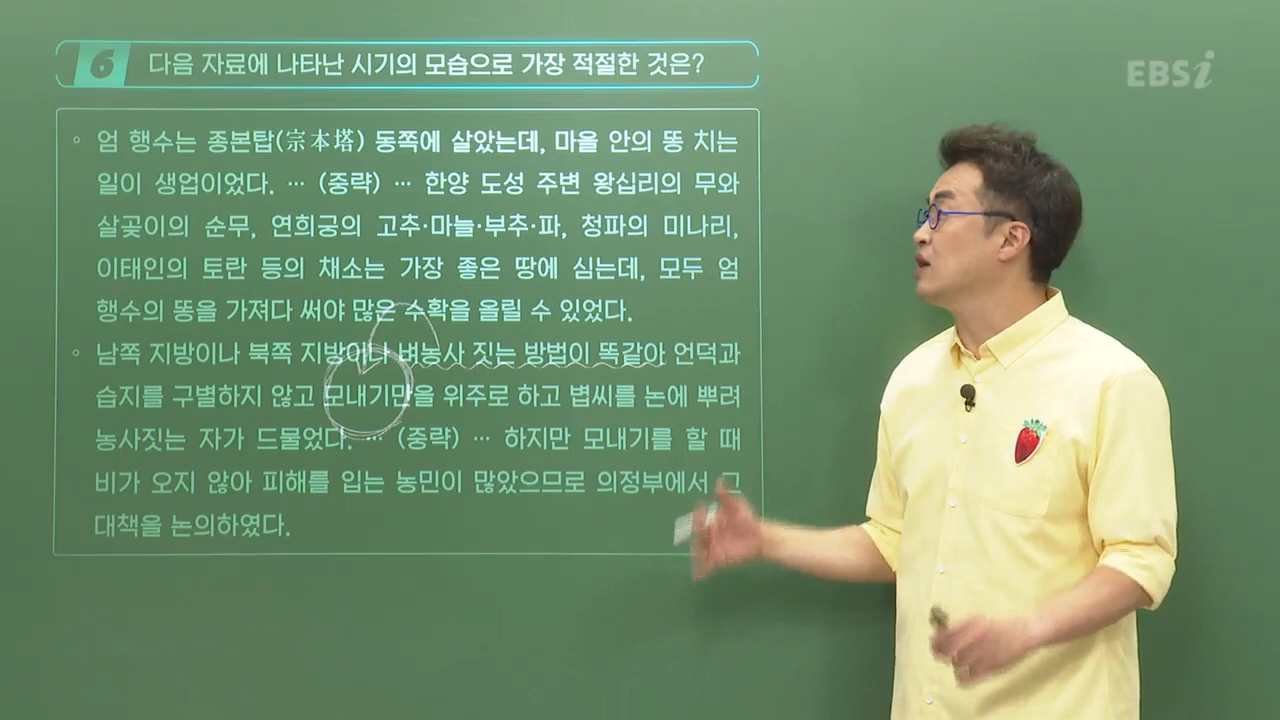 6 다음 자료에 나타난 시기의 모습으로 가장 적절한 것은?
EBSi
◦ 엄 행수는 종본탑(宗本塔) 동쪽에 살았는데, 마을 안의 똥 치는
일이 생업이었다. … (중략) … 한양 도성 주변 왕십리의 무와
살곶이의 순무, 연희궁의 고추·마늘·부추·파, 청파의 미나리,
이태인의 토란 등의 채소는 가장 좋은 땅에 심는데, 모두 엄
행수의 똥을 가져다 써야 많은 수확을 올릴 수 있었다.
◦ 남쪽 지방이나 북쪽 지방이나 벼농사 짓는 방법이 똑같아 언덕과
습지를 구별하지 않고 모내기만을 위주로 하고 볍씨를 논에 뿌려
농사짓는 자가 드물었다. … (중략) … 하지만 모내기를 할 때
비가 오지 않아 피해를 입는 농민이 많았으므로 의정부에서 그
대책을 논의하였다.